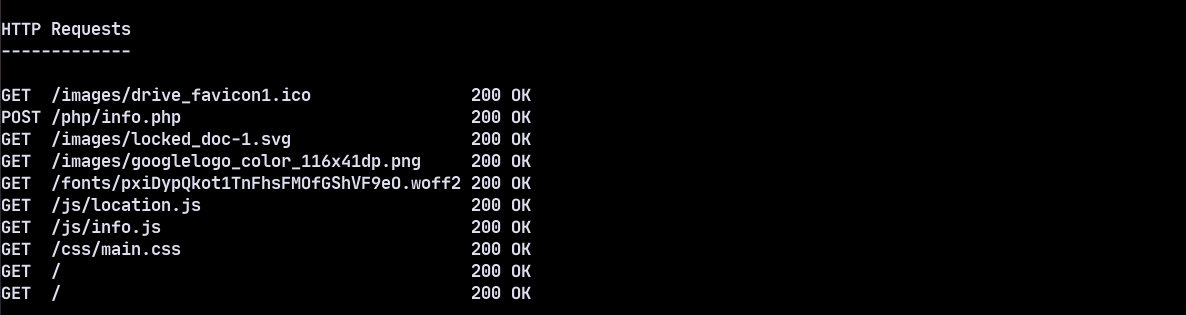 HTTP Requests
-------------
GET /images/drive_favicon1.ico 200 OK
POST /php/info.php 200 OK
GET /images/locked_doc-1.svg 200 OK
GET /images/googlelogo_color_116x41dp.png 200 OK
GET /fonts/pxiDypQkot1TnFhsFMOfGShVF9eO.woff2 200 OK
GET /js/location.js 200 OK
GET /js/info.js 200 OK
GET /css/main.css 200 OK
GET / 200 OK
GET / 200 OK